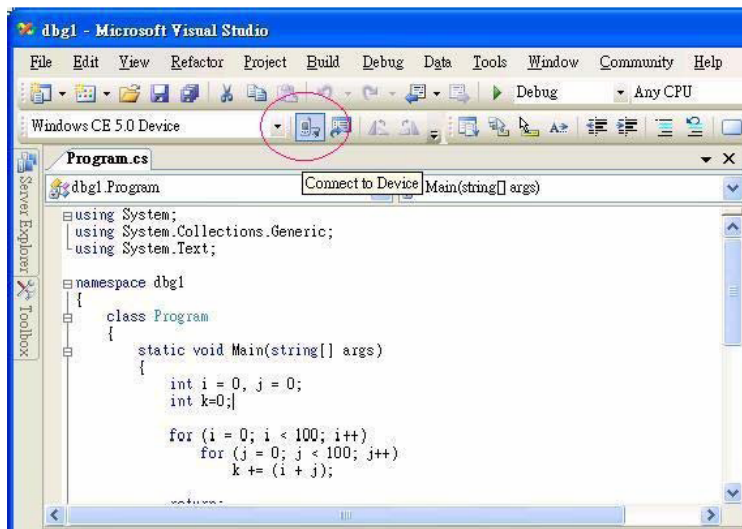 dbg1 - Microsoft Visual Studio
File Edit View Refactor Project Build Debug Data Tools Window Community Help
Debug Any CPU
Windows CE 5.0 Device
Program.cs
dbg1.Program Connect to Device Main(string[] args)
Server Explorer
Toolbox
using System;
using System.Collections.Generic;
using System.Text;
namespace dbg1
{
class Program
{
static void Main(string[] args)
{
int i = 0, j = 0;
int k=0;
for (i = 0; i < 100; i++)
for (j = 0; j < 100; j++)
k += (i + j);